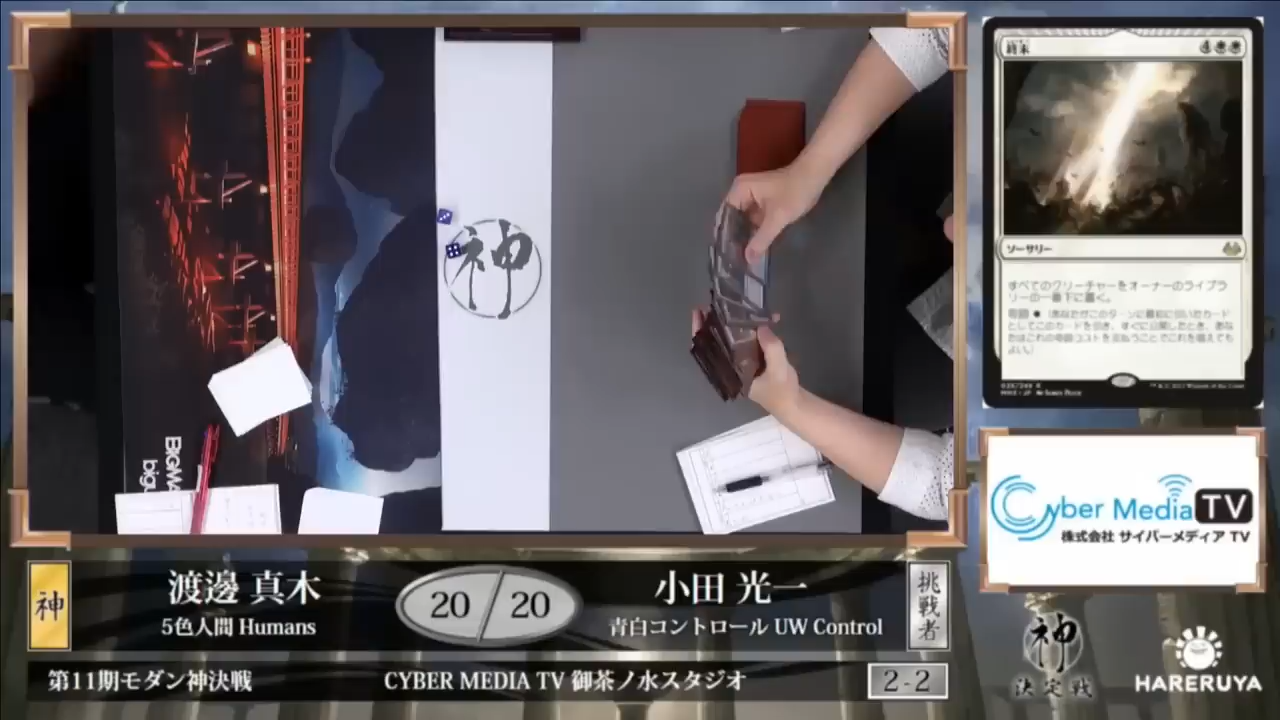 終末
4
ソーサリー
すべてのクリーチャーをオーナーのライブラ
リーの一番下に置く。
神
BIGMA
Cyber Media TV
株式会社 サイバーメディア TV
神
渡邊 真木
5色人間 Humans
20 / 20
小田 光一
青白コントロール UW Control
挑戦者
第11期モダン神決戦
CYBER MEDIA TV 御茶ノ水スタジオ
2-2
神
決定戦
HARERUYA